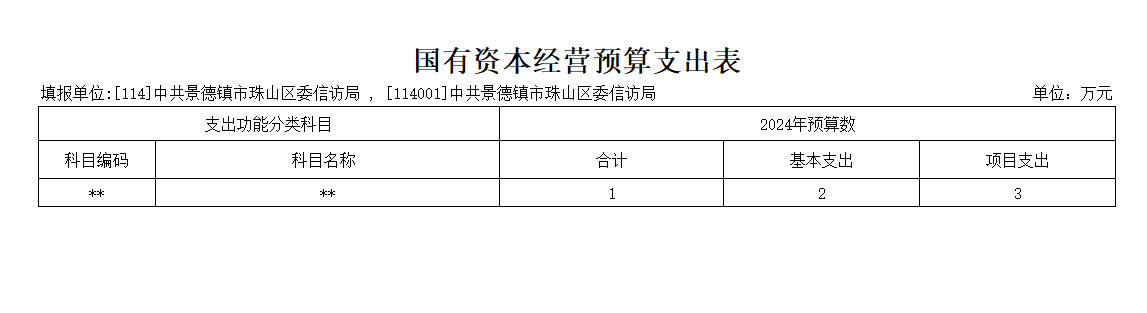 国有资本经营预算支出表
填报单位:[114]中共景德镇市珠山区委信访局 , [114001]中共景德镇市珠山区委信访局 单位：万元
支出功能分类科目 2024年预算数
科目编码 科目名称 合计 基本支出 项目支出
** ** 1 2 3